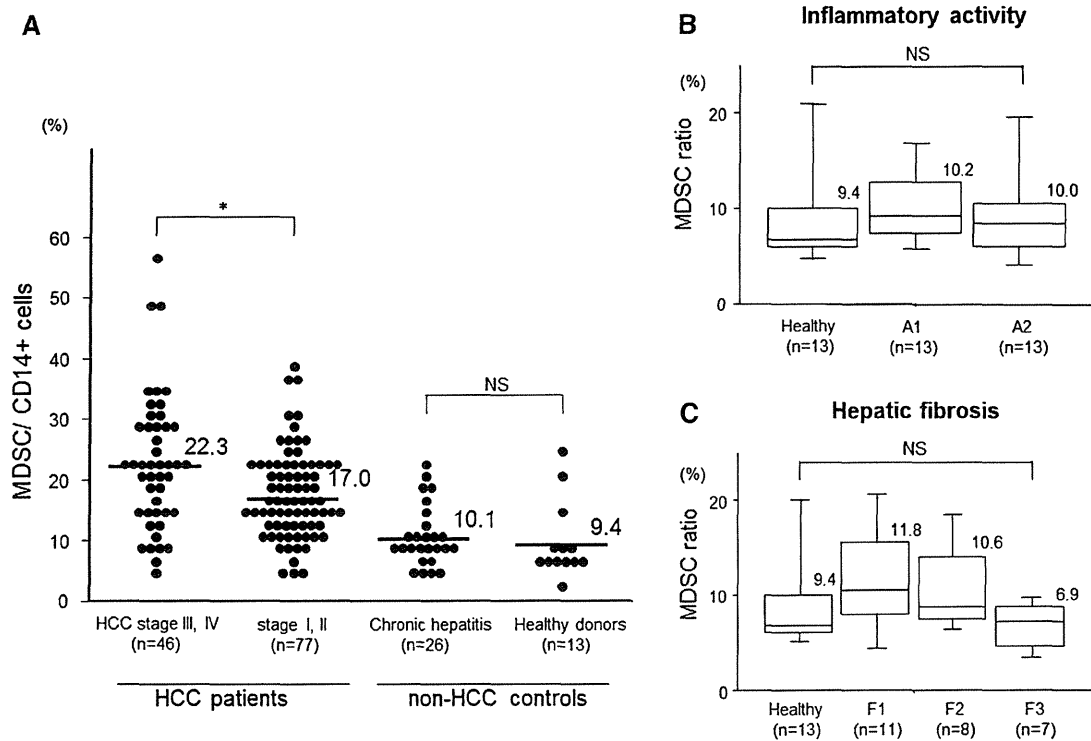 A
(%)
MDSC/ CD14+ cells
60
50
40
30
20
10
0
*
NS
22.3
17.0
10.1
9.4
HCC stage III, IV
(n=46)
stage I, II
(n=77)
Chronic hepatitis
(n=26)
Healthy donors
(n=13)
HCC patients
non-HCC controls
B
Inflammatory activity
(%)
MDSC ratio
20
10
0
NS
9.4
10.2
10.0
Healthy
(n=13)
A1
(n=13)
A2
(n=13)
C
Hepatic fibrosis
(%)
MDSC ratio
20
10
0
NS
9.4
11.8
10.6
6.9
Healthy
(n=13)
F1
(n=11)
F2
(n=8)
F3
(n=7)